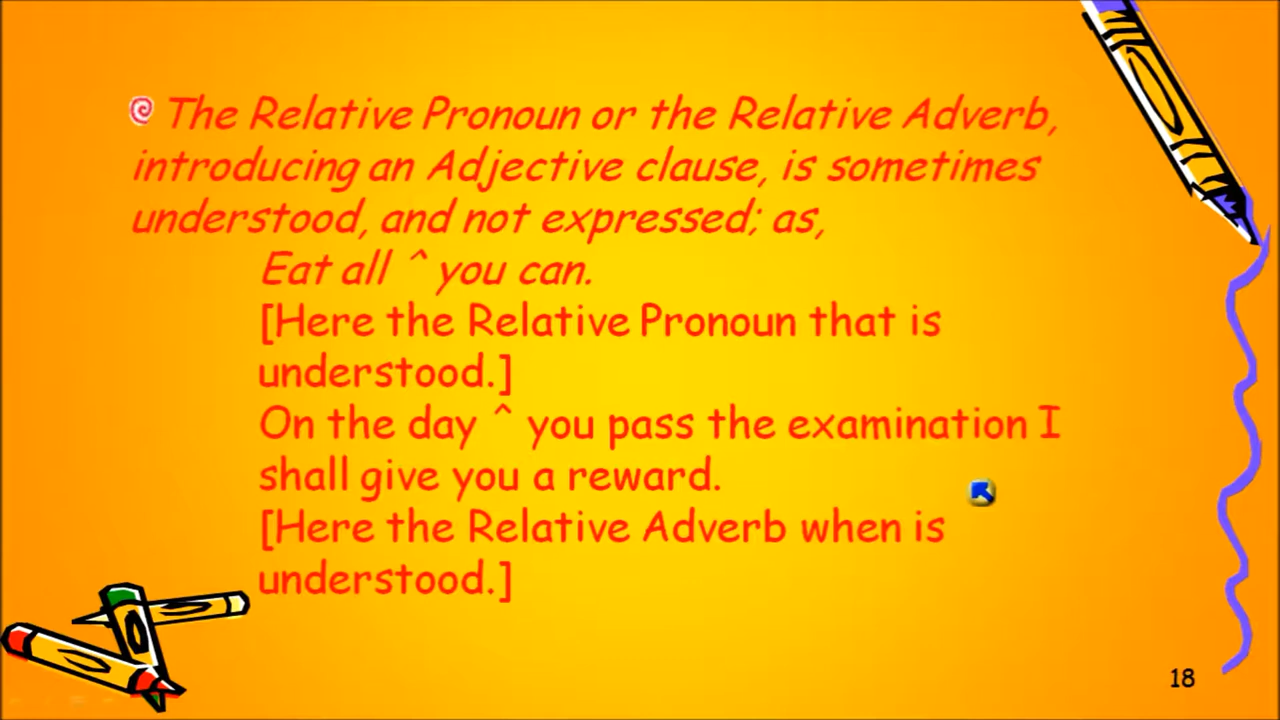 The Relative Pronoun or the Relative Adverb,
introducing an Adjective clause, is sometimes
understood, and not expressed; as,
Eat all ^ you can.
[Here the Relative Pronoun that is
understood.]
On the day ^ you pass the examination I
shall give you a reward.
[Here the Relative Adverb when is
understood.]
18